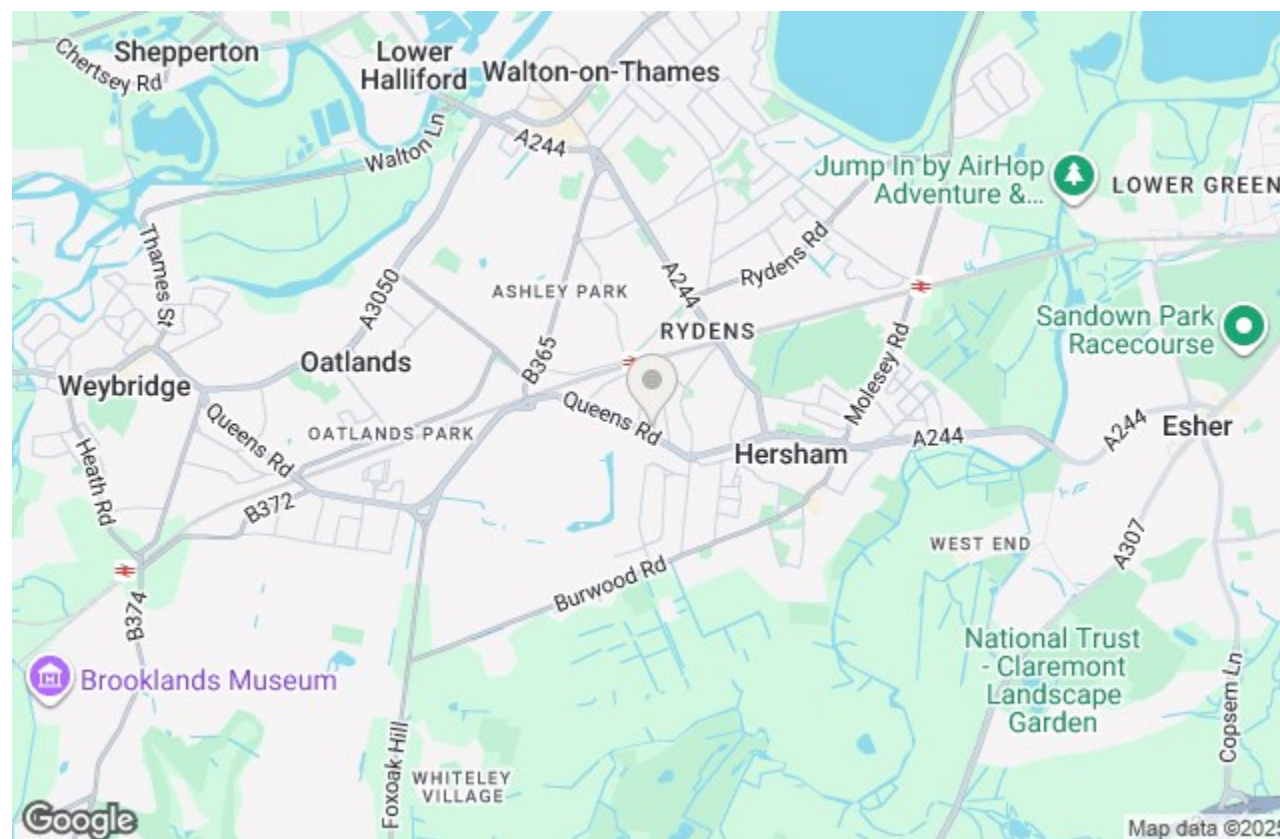 Shepperton
Chertsey Rd
Lower
Halliford
Walton-on-Thames
Walton Ln
A244
Jump In by AirHop
Adventure &...
LOWER GREEN
Thames St
A3050
ASHLEY PARK
A244
Rydens Rd
RYDENS
Sandown Park
Racecourse
Oatlands
B365
Molesey Rd
Weybridge
Queens Rd
OATLANDS PARK
Queens Rd
Hersham
A244
A244
Esher
Heath Rd
B372
WEST END
A307
Burwood Rd
B374
National Trust
- Claremont
Landscape
Garden
Brooklands Museum
Foxoak Hill
WHITELEY
VILLAGE
Copsem Ln
Google
Map data ©2025